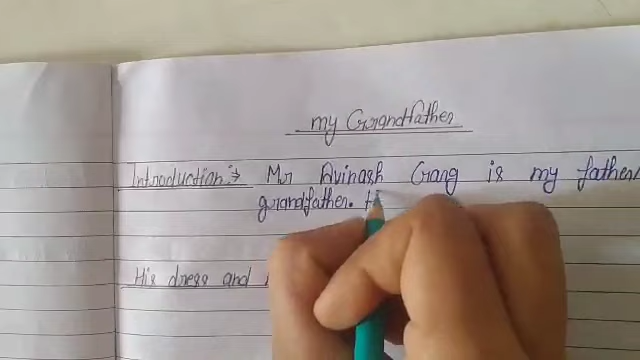 my Grandfather
Introduction:→ Mr Avinash Garg is my father
grandfather.
His dress and